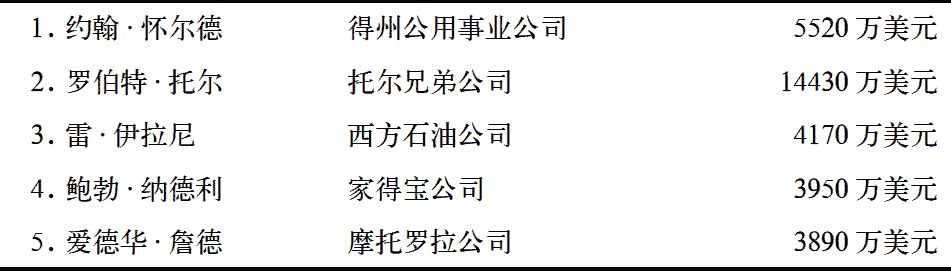 1. 约翰·怀尔德 得州公用事业公司 5520 万美元
2. 罗伯特·托尔 托尔兄弟公司 14430 万美元
3. 雷·伊拉尼 西方石油公司 4170 万美元
4. 鲍勃·纳德利 家得宝公司 3950 万美元
5. 爱德华·詹德 摩托罗拉公司 3890 万美元